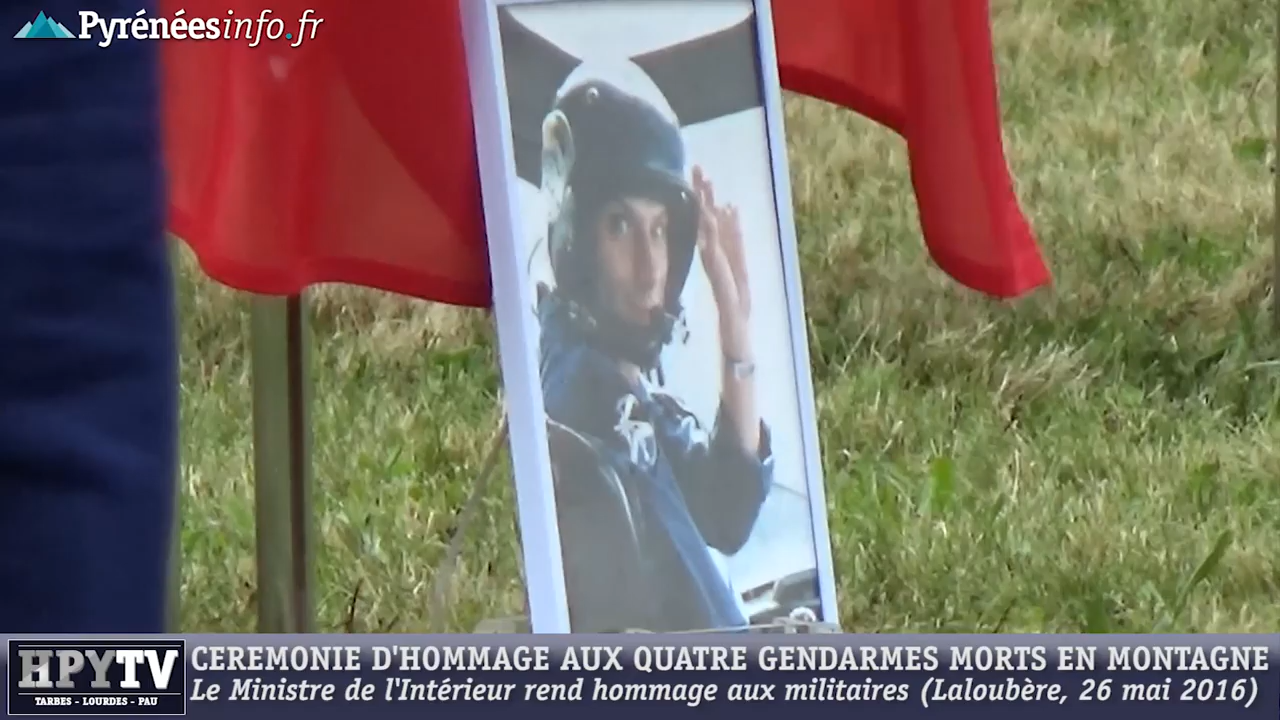 Pyrénéesinfo.fr
HPYTV
TARBES - LOURDES - PAU
CEREMONIE D'HOMMAGE AUX QUATRE GENDARMES MORTS EN MONTAGNE
Le Ministre de l'Intérieur rend hommage aux militaires (Laloubère, 26 mai 2016)